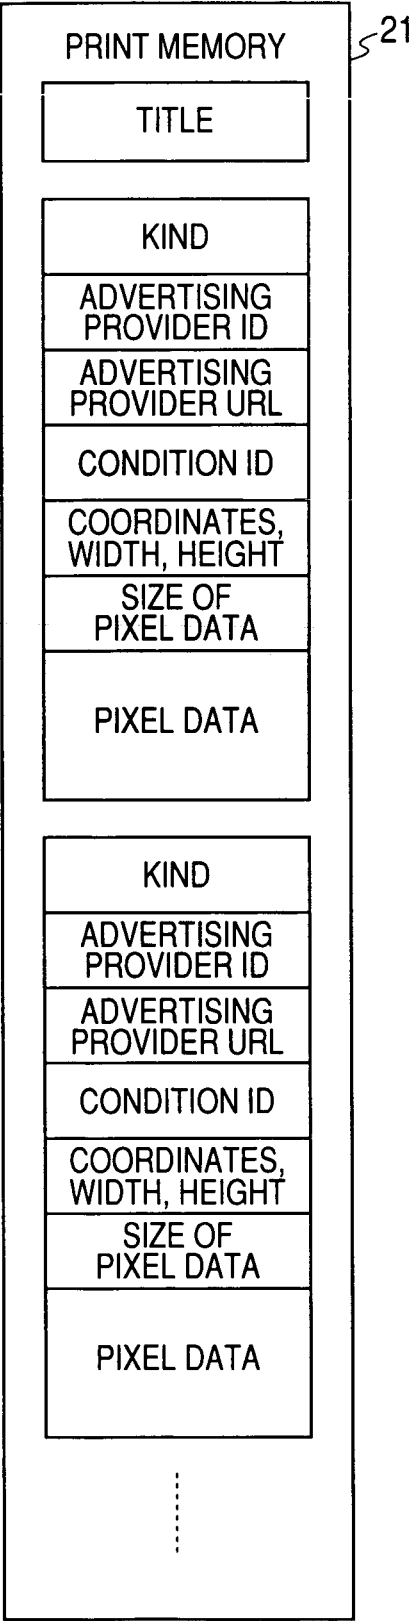 PRINT MEMORY
21
TITLE
KIND
ADVERTISING
PROVIDER ID
ADVERTISING
PROVIDER URL
CONDITION ID
COORDINATES,
WIDTH, HEIGHT
SIZE OF
PIXEL DATA
PIXEL DATA
KIND
ADVERTISING
PROVIDER ID
ADVERTISING
PROVIDER URL
CONDITION ID
COORDINATES,
WIDTH, HEIGHT
SIZE OF
PIXEL DATA
PIXEL DATA